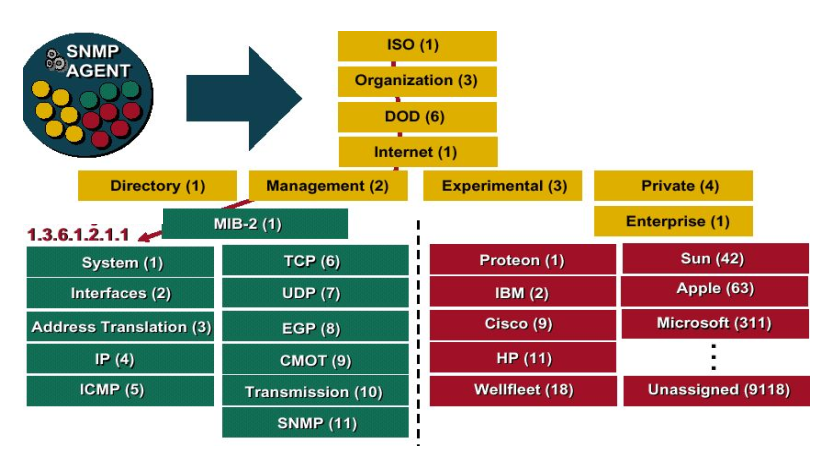 SNMP
AGENT
ISO (1)
Organization (3)
DOD (6)
Internet (1)
Directory (1)
Management (2)
Experimental (3)
Private (4)
MIB-2 (1)
Enterprise (1)
1.3.6.1.2.1.1
System (1)
Interfaces (2)
Address Translation (3)
IP (4)
ICMP (5)
TCP (6)
UDP (7)
EGP (8)
CMOT (9)
Transmission (10)
SNMP (11)
Proteon (1)
IBM (2)
Cisco (9)
HP (11)
Wellfleet (18)
Sun (42)
Apple (63)
Microsoft (311)
Unassigned (9118)